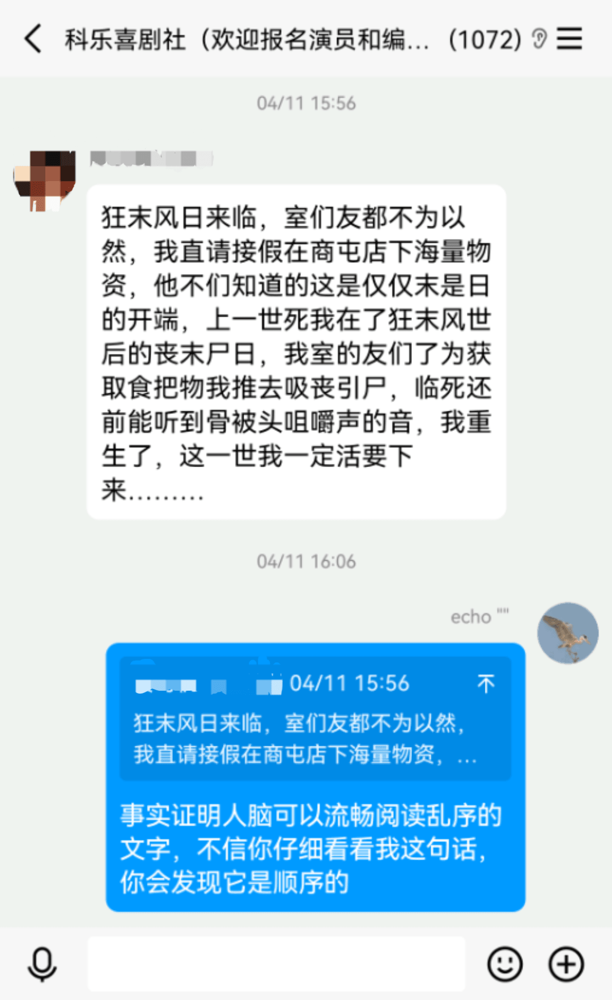 科乐喜剧社（欢迎报名演员和编... (1072)
04/11 15:56
狂末风日来临，室们友都不为以
然，我直请接假在商屯店下海量物
资，他不们知道的这是仅仅末是日
的开端，上一世死我在了狂末风世
后的丧末尸日，我室的友们了为获
取食把物我推去吸丧引尸，临死还
前能听到骨被头咀嚼声的音，我重
生了，这一世我一定活要下
来.........
04/11 16:06
echo ""
04/11 15:56
狂末风日来临，室们友都不为以然，
我直请接假在商屯店下海量物资，...
事实证明人脑可以流畅阅读乱序的
文字，不信你仔细看看我这句话，
你会发现它是顺序的